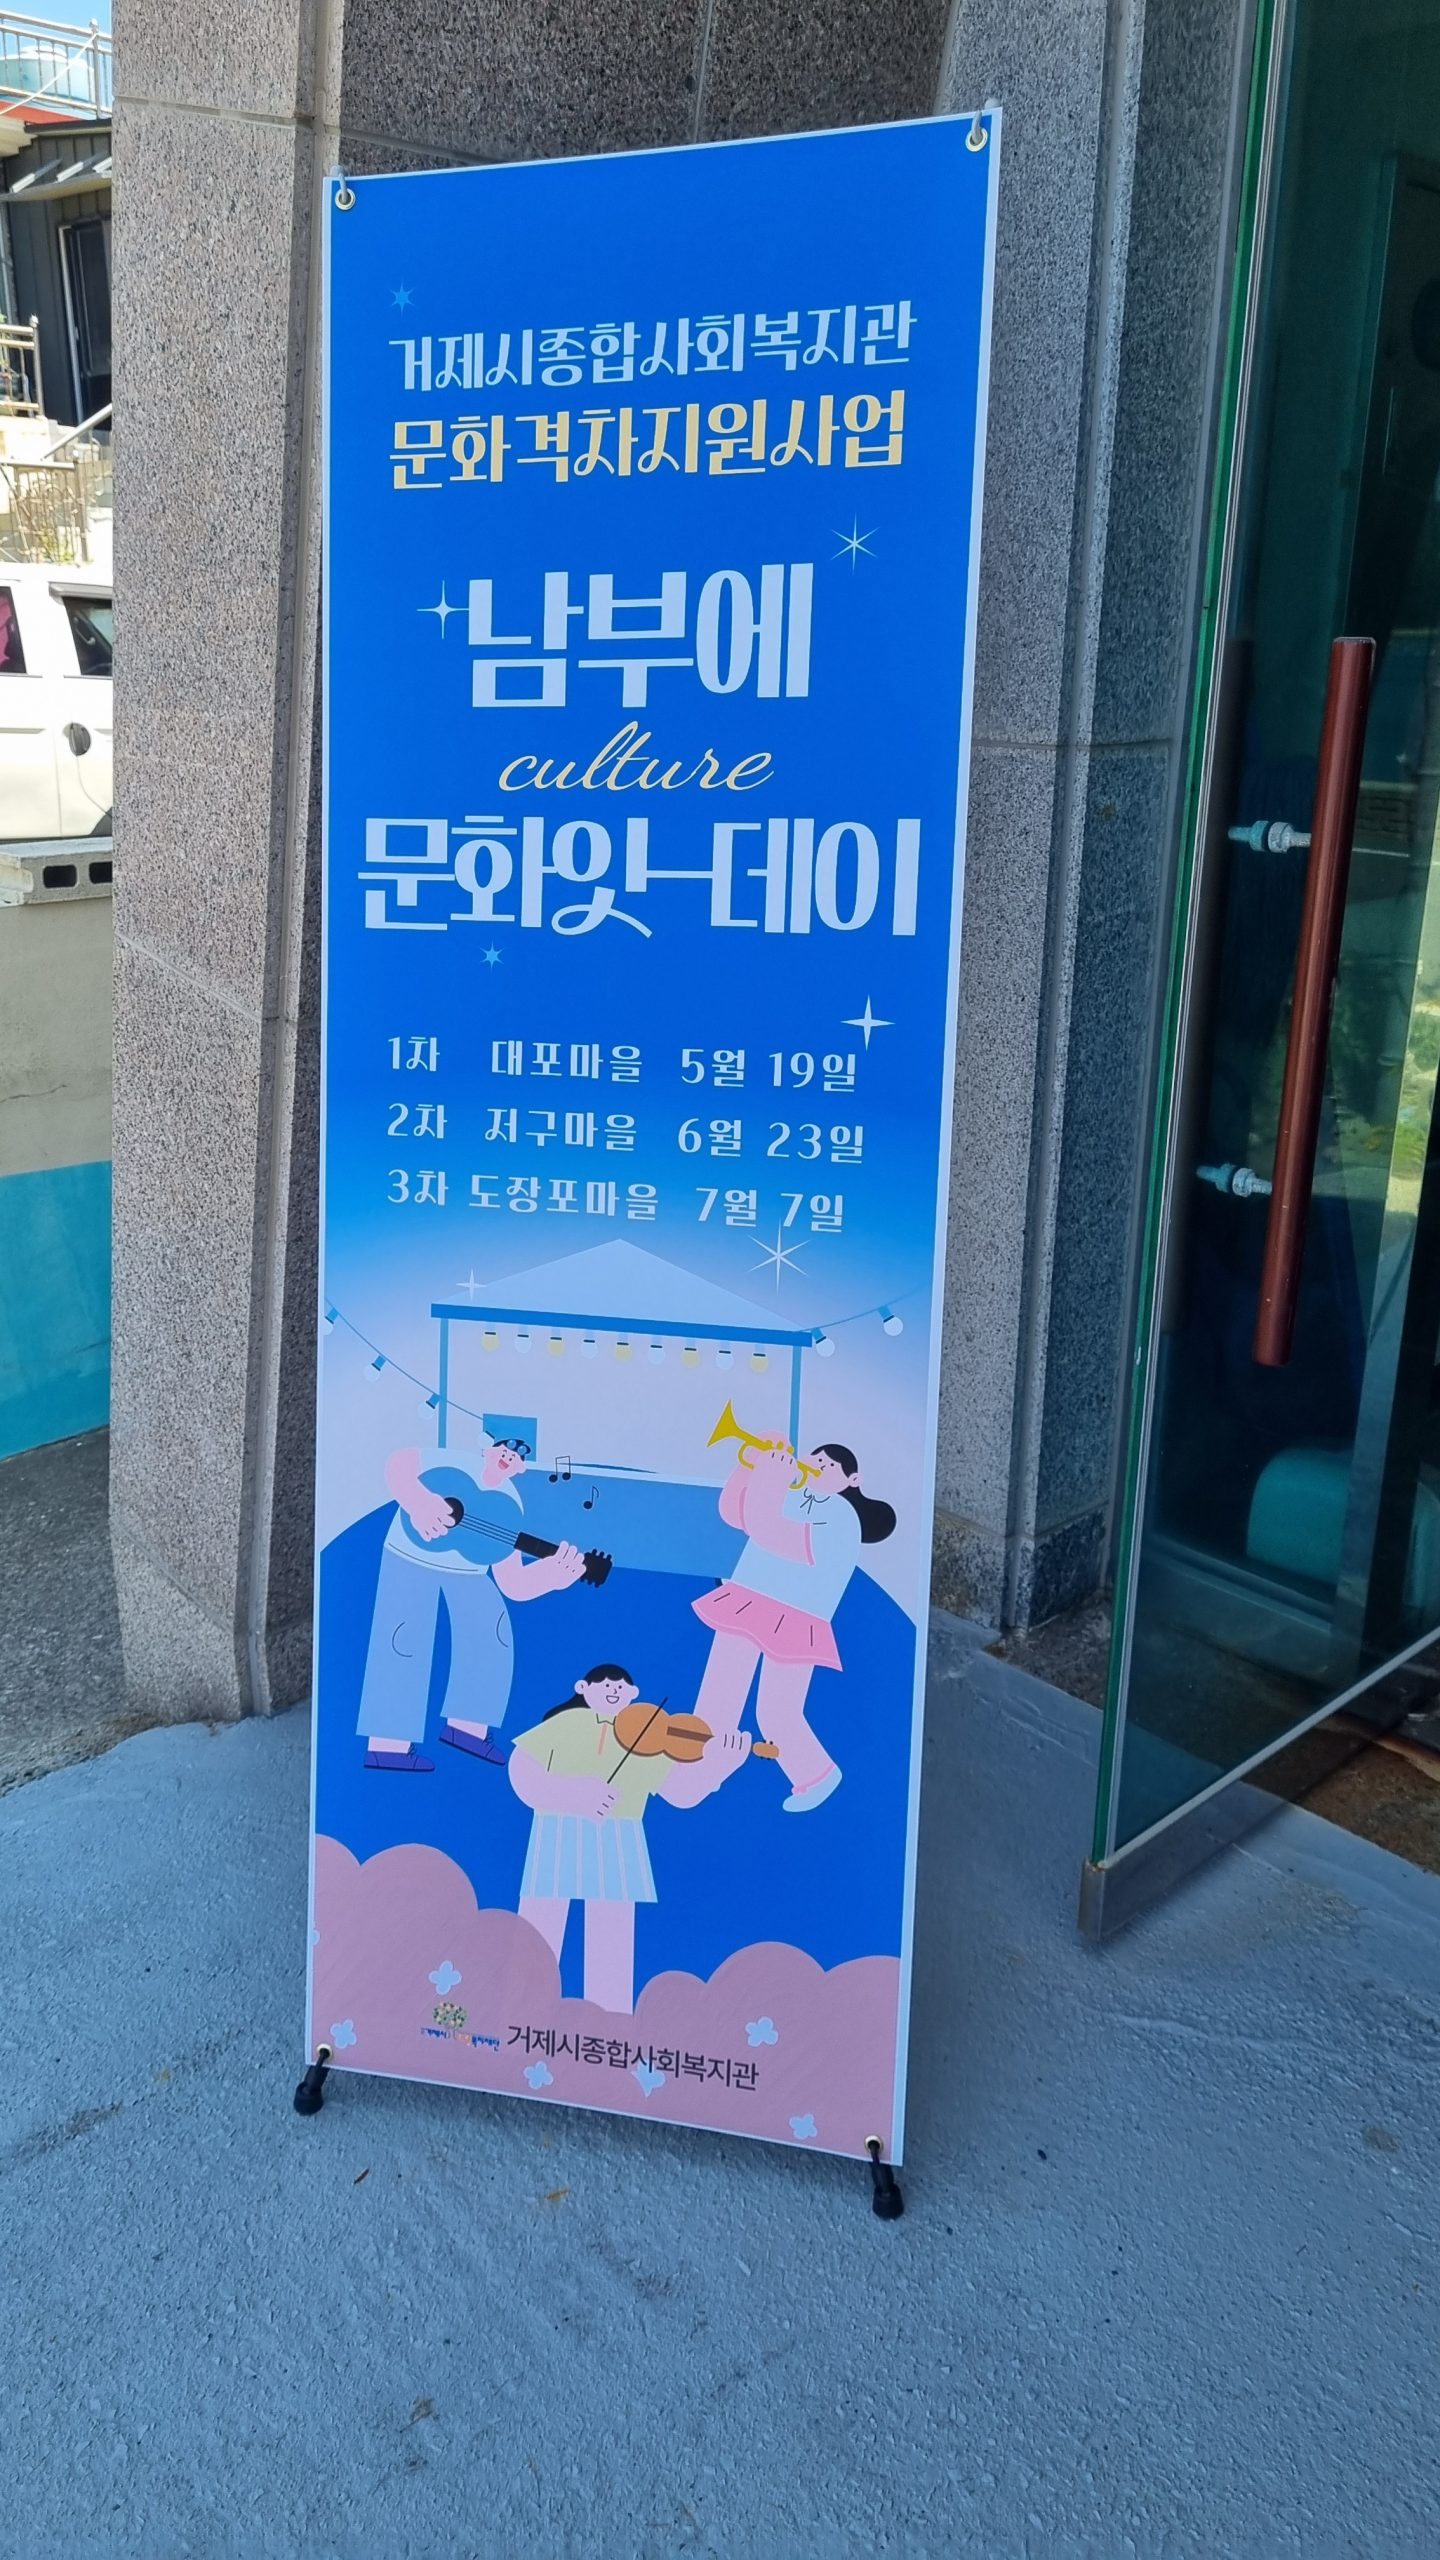 거제시종합사회복지관
문화격차지원사업
남부에
culture
문화잇-데이
1차 대포마을 5월 19일
2차 저구마을 6월 23일
3차 도장포마을 7월 7일
거제시종합사회복지관